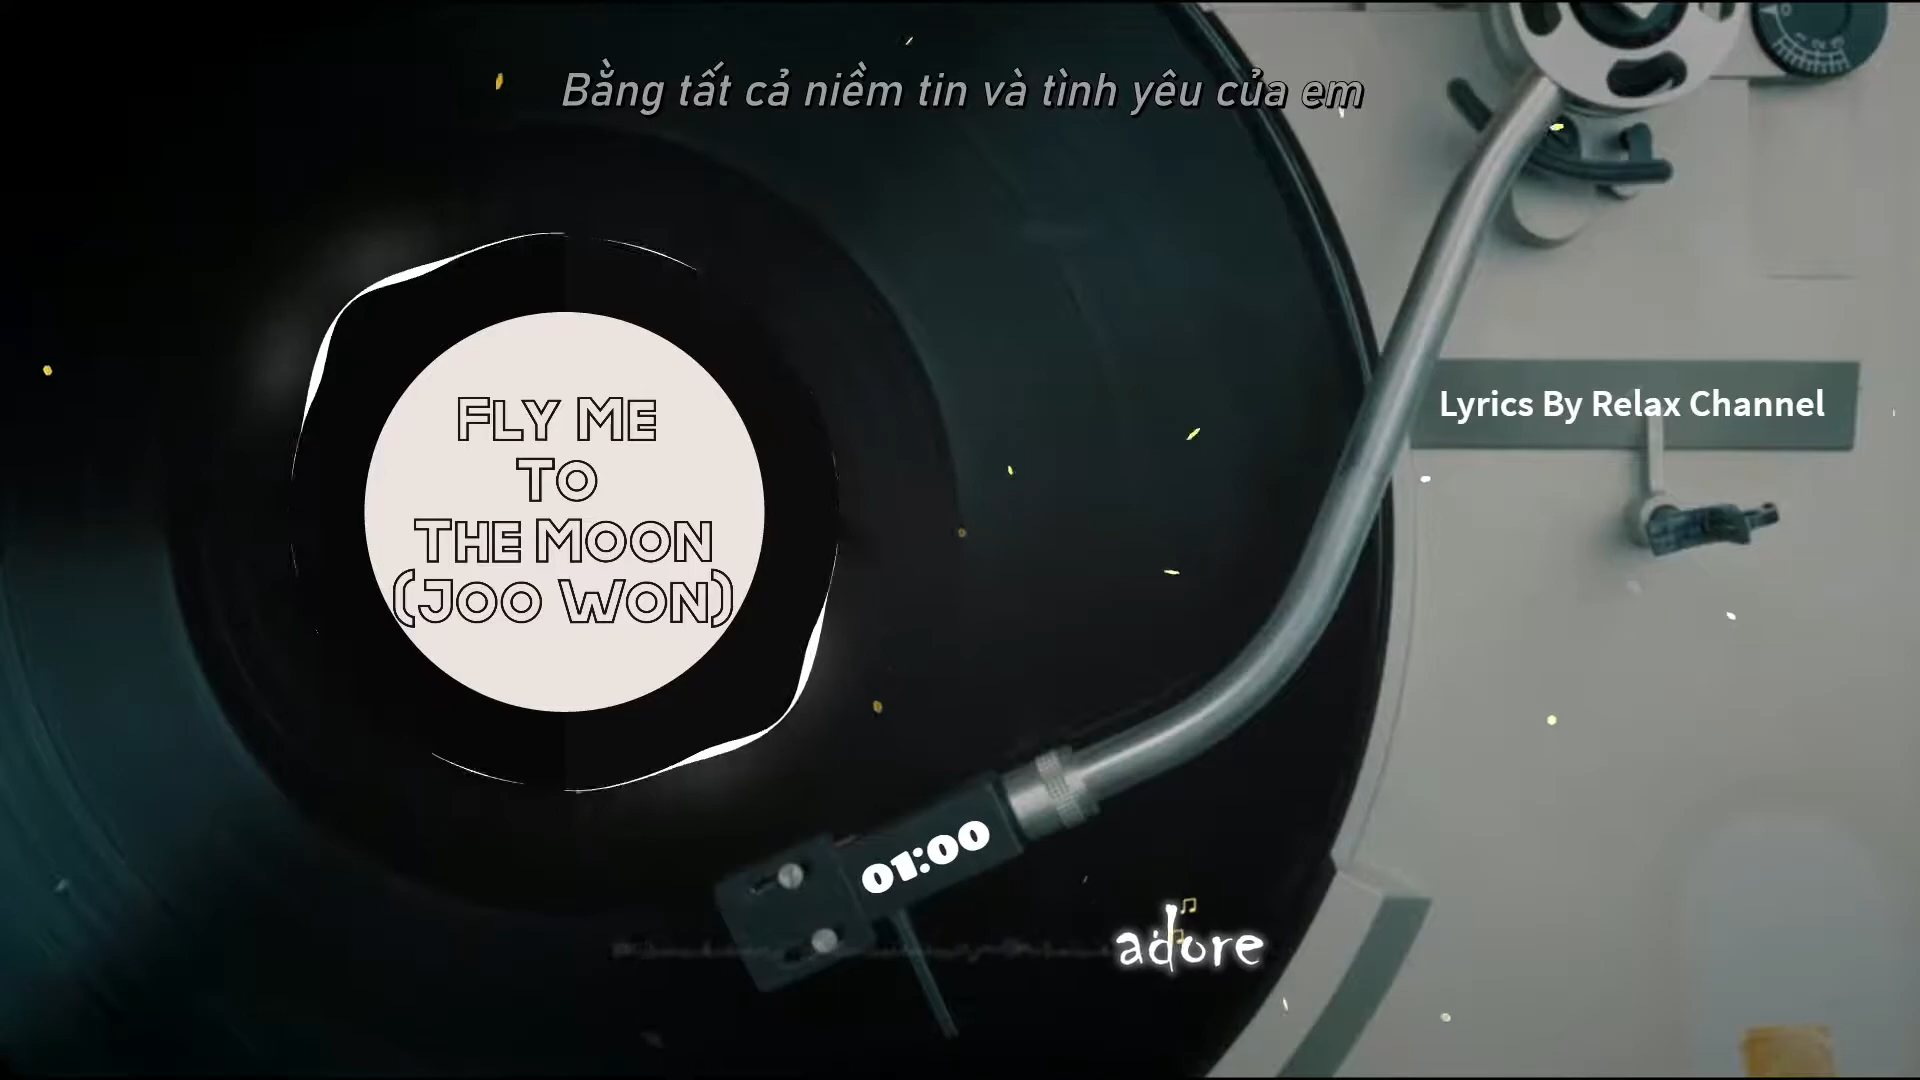 Bằng tất cả niềm tin và tình yêu của em
FLY ME
TO
THE MOON
(JOO WON)
Lyrics By Relax Channel
01:00
adore